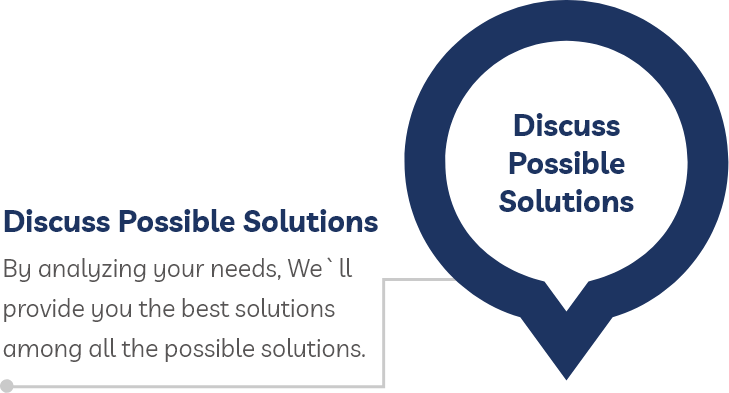 Discuss
Possible
Solutions
Discuss Possible Solutions
By analyzing your needs, We`ll
provide you the best solutions
among all the possible solutions.